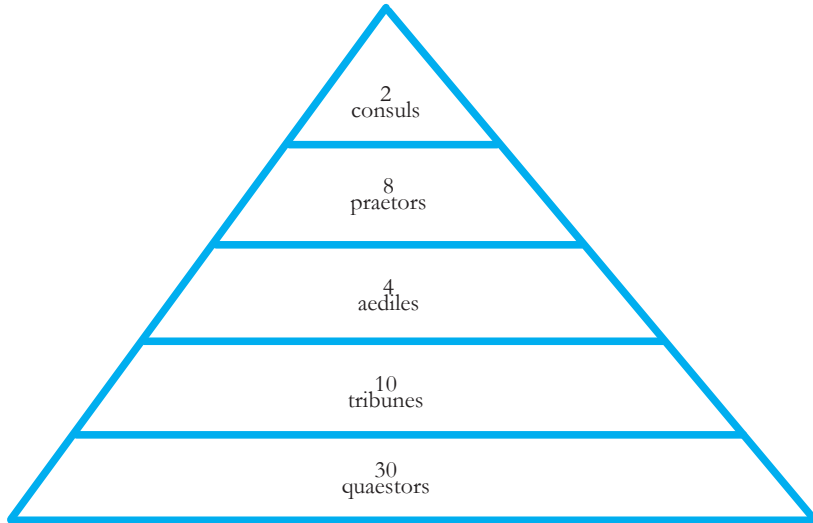 2
consuls
8
praetors
4
aediles
10
tribunes
30
quaestors